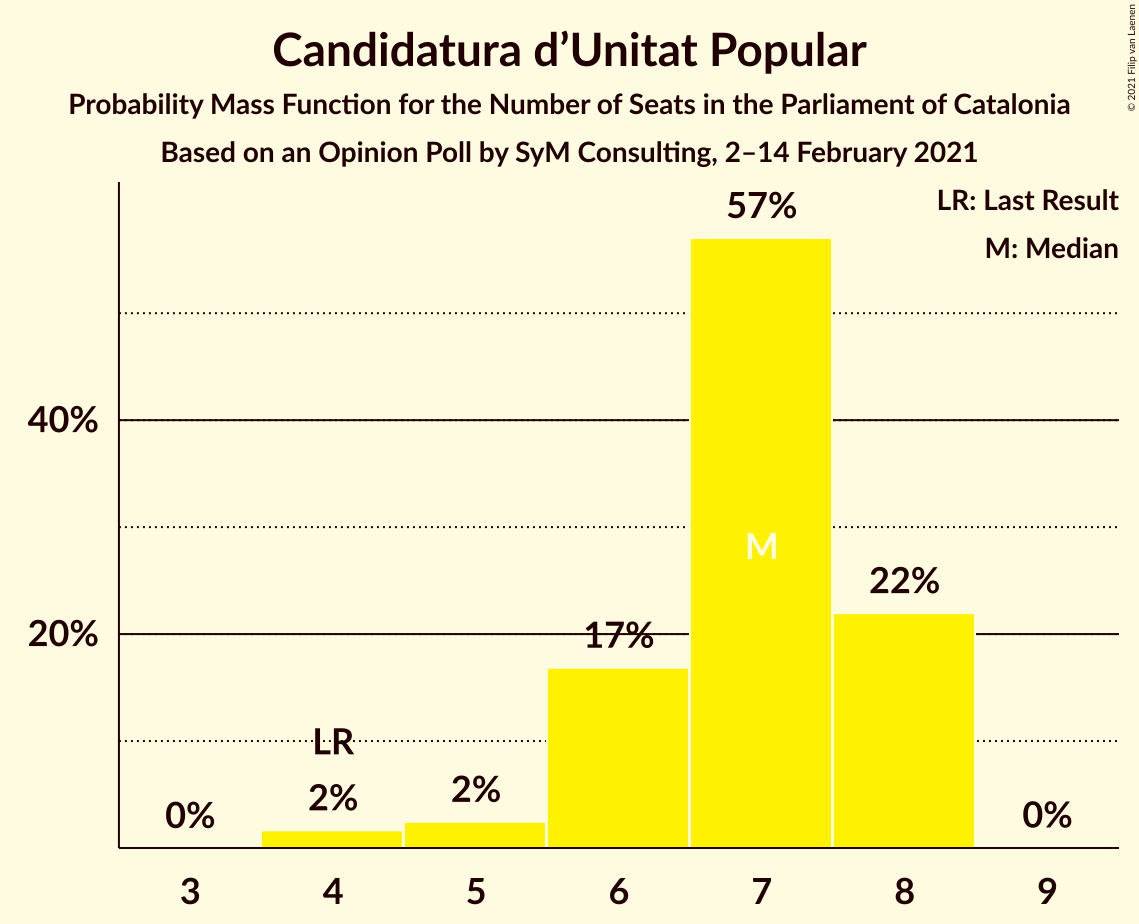 Candidatura d’Unitat Popular
Probability Mass Function for the Number of Seats in the Parliament of Catalonia
Based on an Opinion Poll by SyM Consulting, 2–14 February 2021
© 2021 Filip van Laenen
LR: Last Result
M: Median
57%
40%
M
22%
20%
17%
LR
2%
2%
0%
0%
3 4 5 6 7 8 9